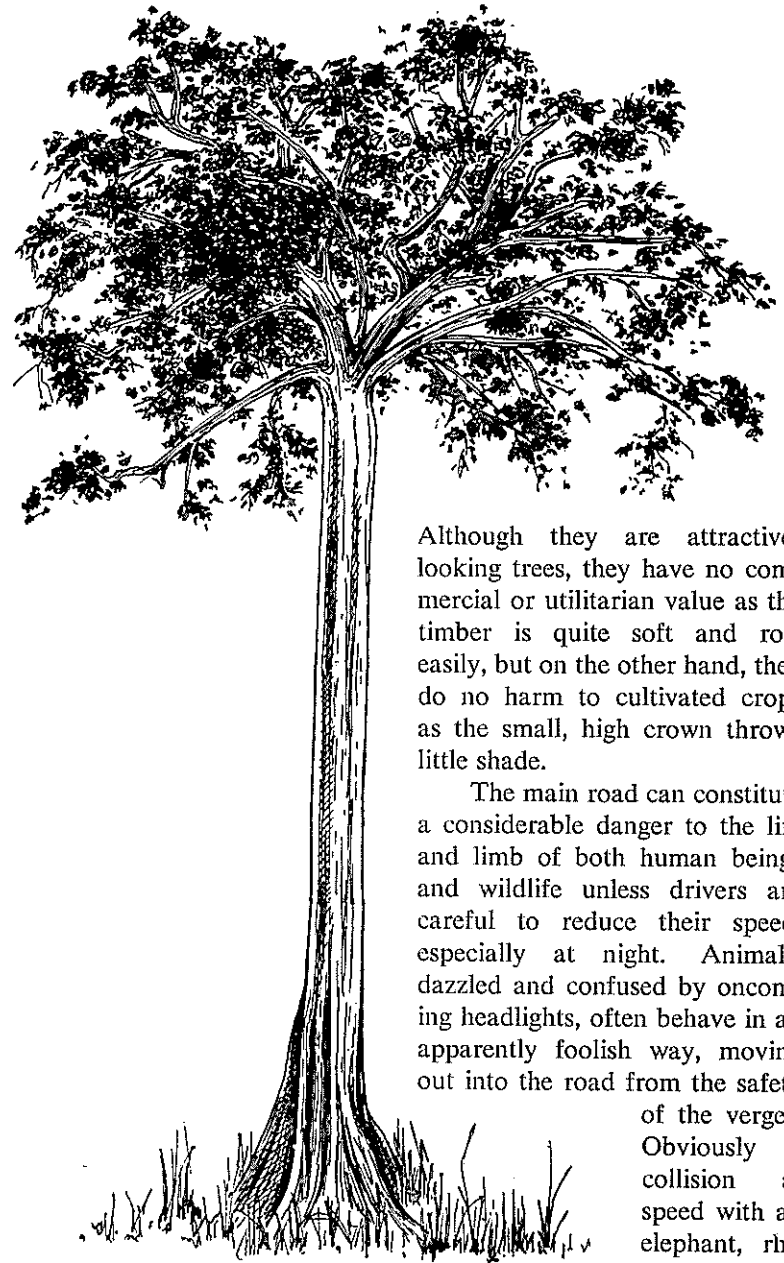 Although they are attractive
looking trees, they have no com
mercial or utilitarian value as th
timber is quite soft and ro
easily, but on the other hand, the
do no harm to cultivated crop
as the small, high crown throw
little shade.
The main road can constitu
a considerable danger to the li
and limb of both human being
and wildlife unless drivers a
careful to reduce their speed
especially at night. Animal
dazzled and confused by oncom
ing headlights, often behave in a
apparently foolish way, movin
out into the road from the safet
of the verge
Obviously
collision a
speed with a
elephant, rh